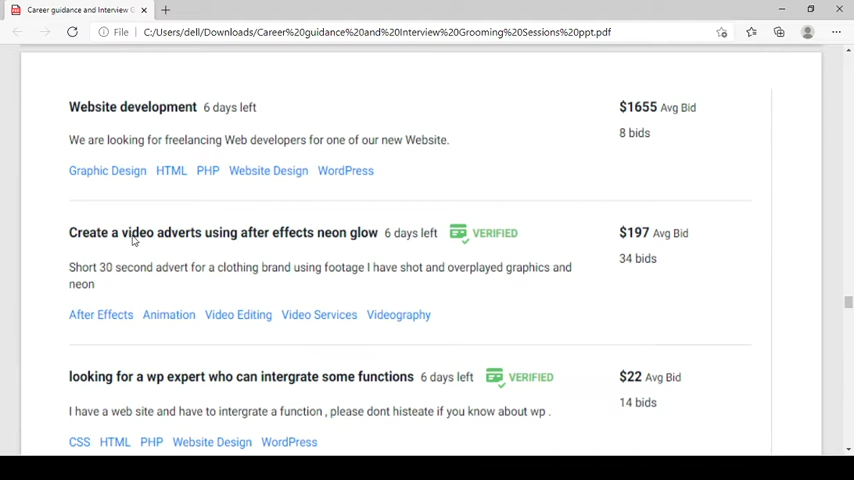 Career guidance and Interview G
File
C:/Users/dell/Downloads/Career%20guidance%20and%20Interview%20Grooming%20Sessions%20ppt.pdf
Website development 6 days left
$1655 Avg Bid
8 bids
We are looking for freelancing Web developers for one of our new Website.
Graphic Design HTML PHP Website Design WordPress
Create a video adverts using after effects neon glow 6 days left VERIFIED
$197 Avg Bid
34 bids
Short 30 second advert for a clothing brand using footage I have shot and overplayed graphics and
neon
After Effects Animation Video Editing Video Services Videography
looking for a wp expert who can intergrate some functions 6 days left VERIFIED
$22 Avg Bid
14 bids
I have a web site and have to intergrate a function , please dont histeate if you know about wp .
CSS HTML PHP Website Design WordPress